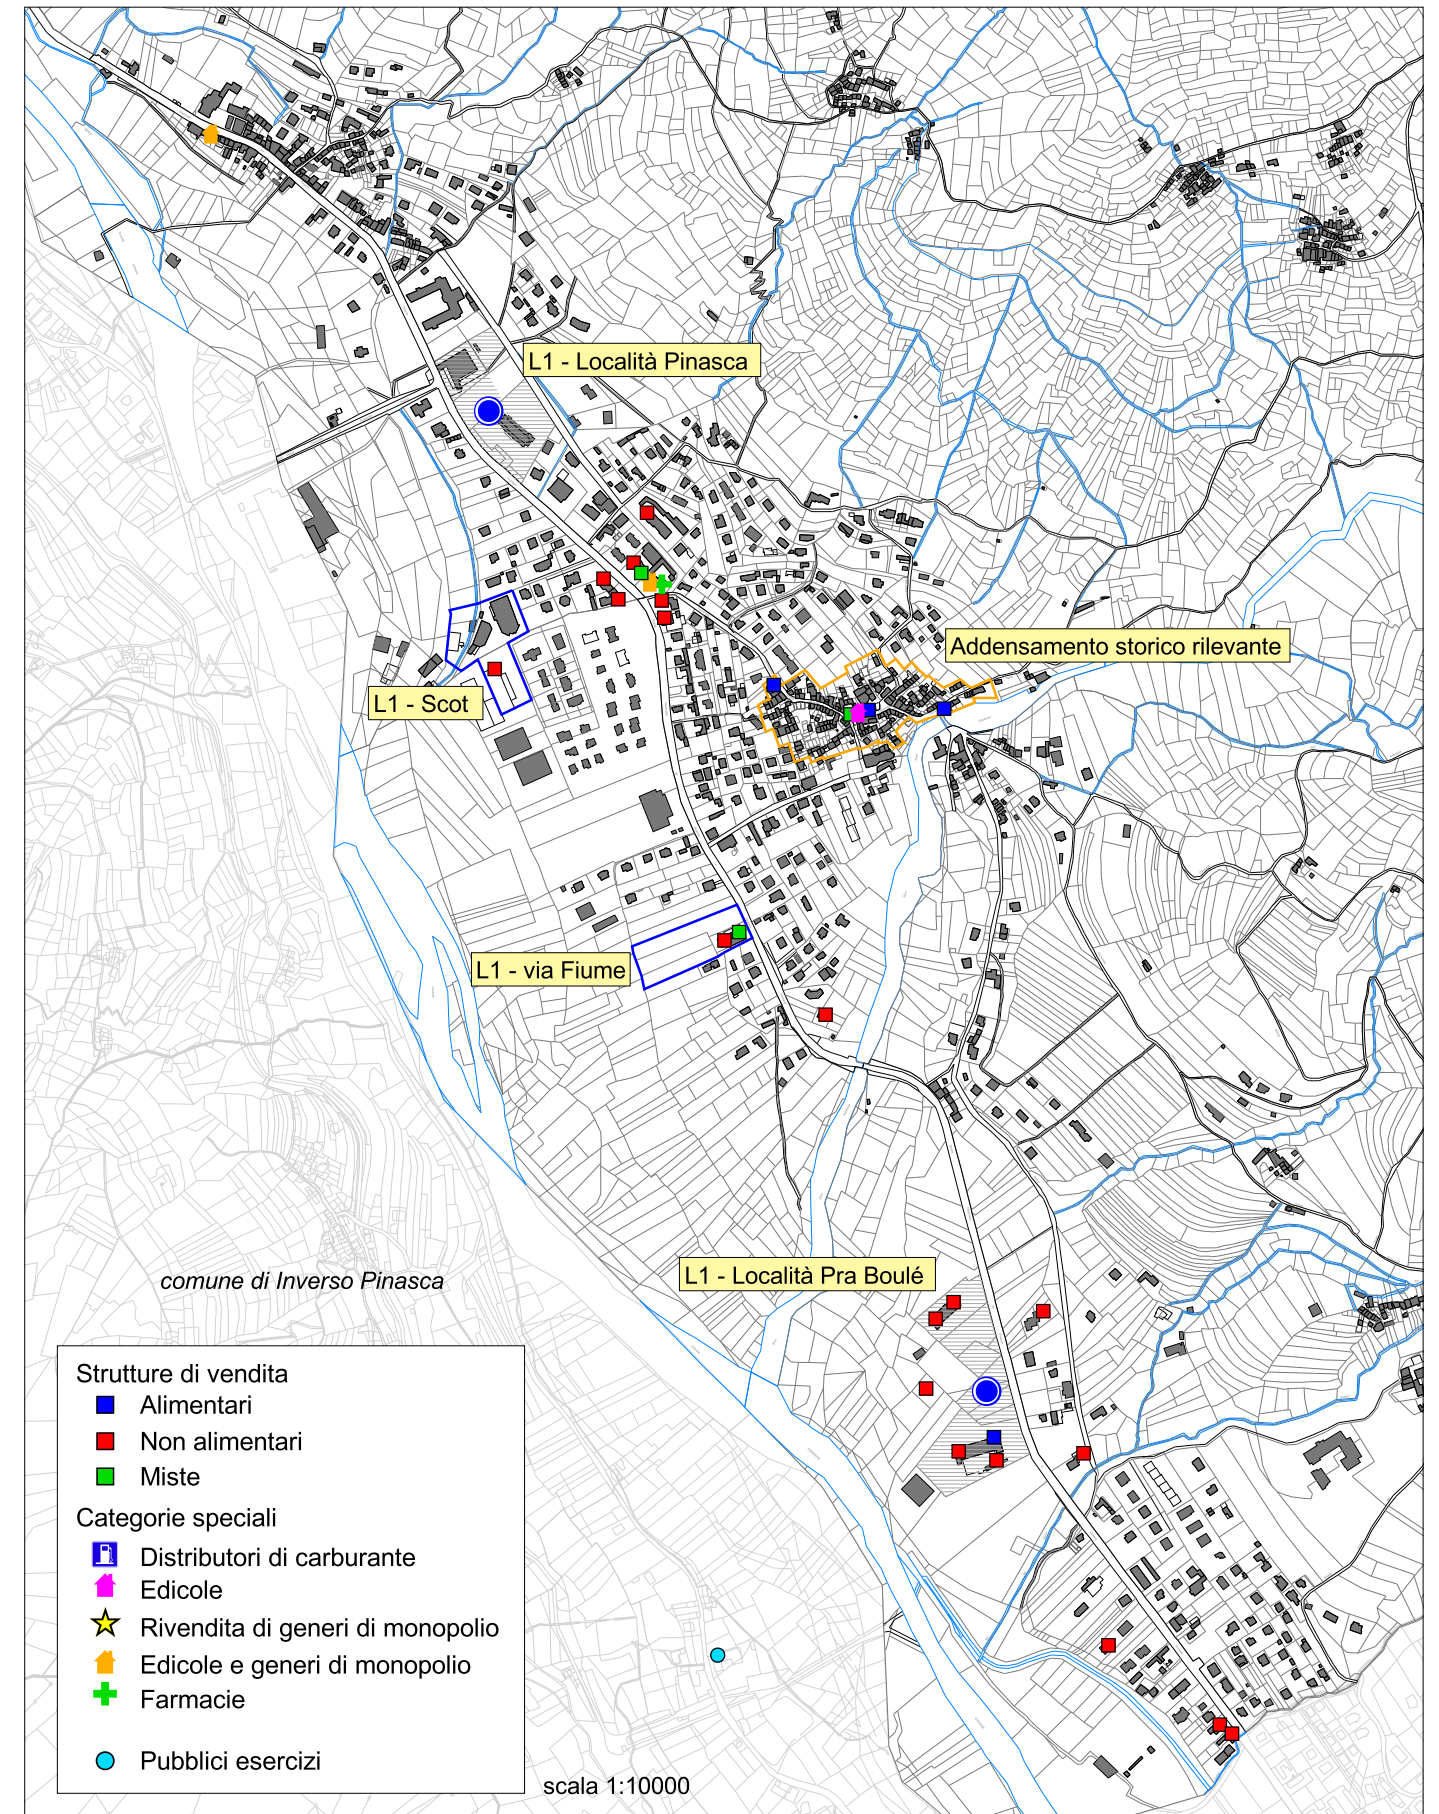 L1 - Località Pinasca
Addensamento storico rilevante
L1 - Scot
L1 - via Fiume
L1 - Località Pra Boulé
comune di Inverso Pinasca
Strutture di vendita
Alimentari
Non alimentari
Miste
Categorie speciali
Distributori di carburante
Edicole
Rivendita di generi di monopolio
Edicole e generi di monopolio
Farmacie
Pubblici esercizi
scala 1:10000